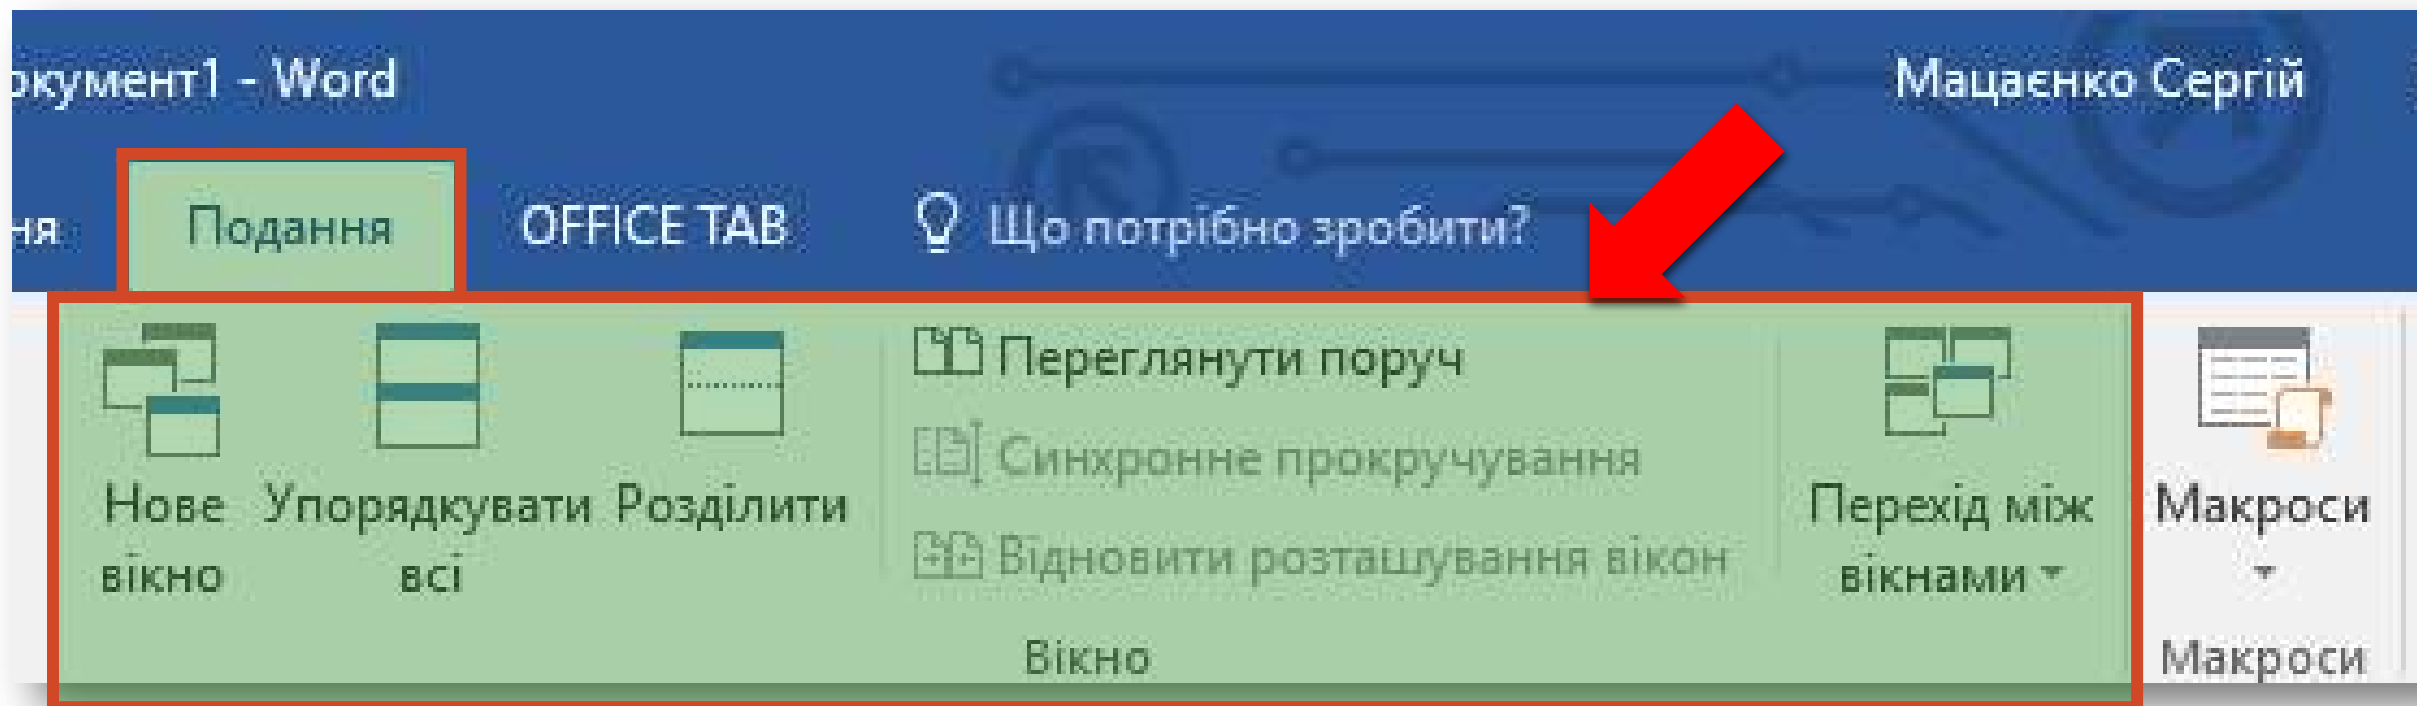 окумент1 - Word
Мацаєнко Сергій
ня
Подання
OFFICE TAB
Що потрібно зробити?
Нове
вікно
Упорядкувати
всі
Розділити
Переглянути поруч
Синхронне прокручування
Відновити розташування вікон
Перехід між
вікнами
Вікно
Макроси
Макроси